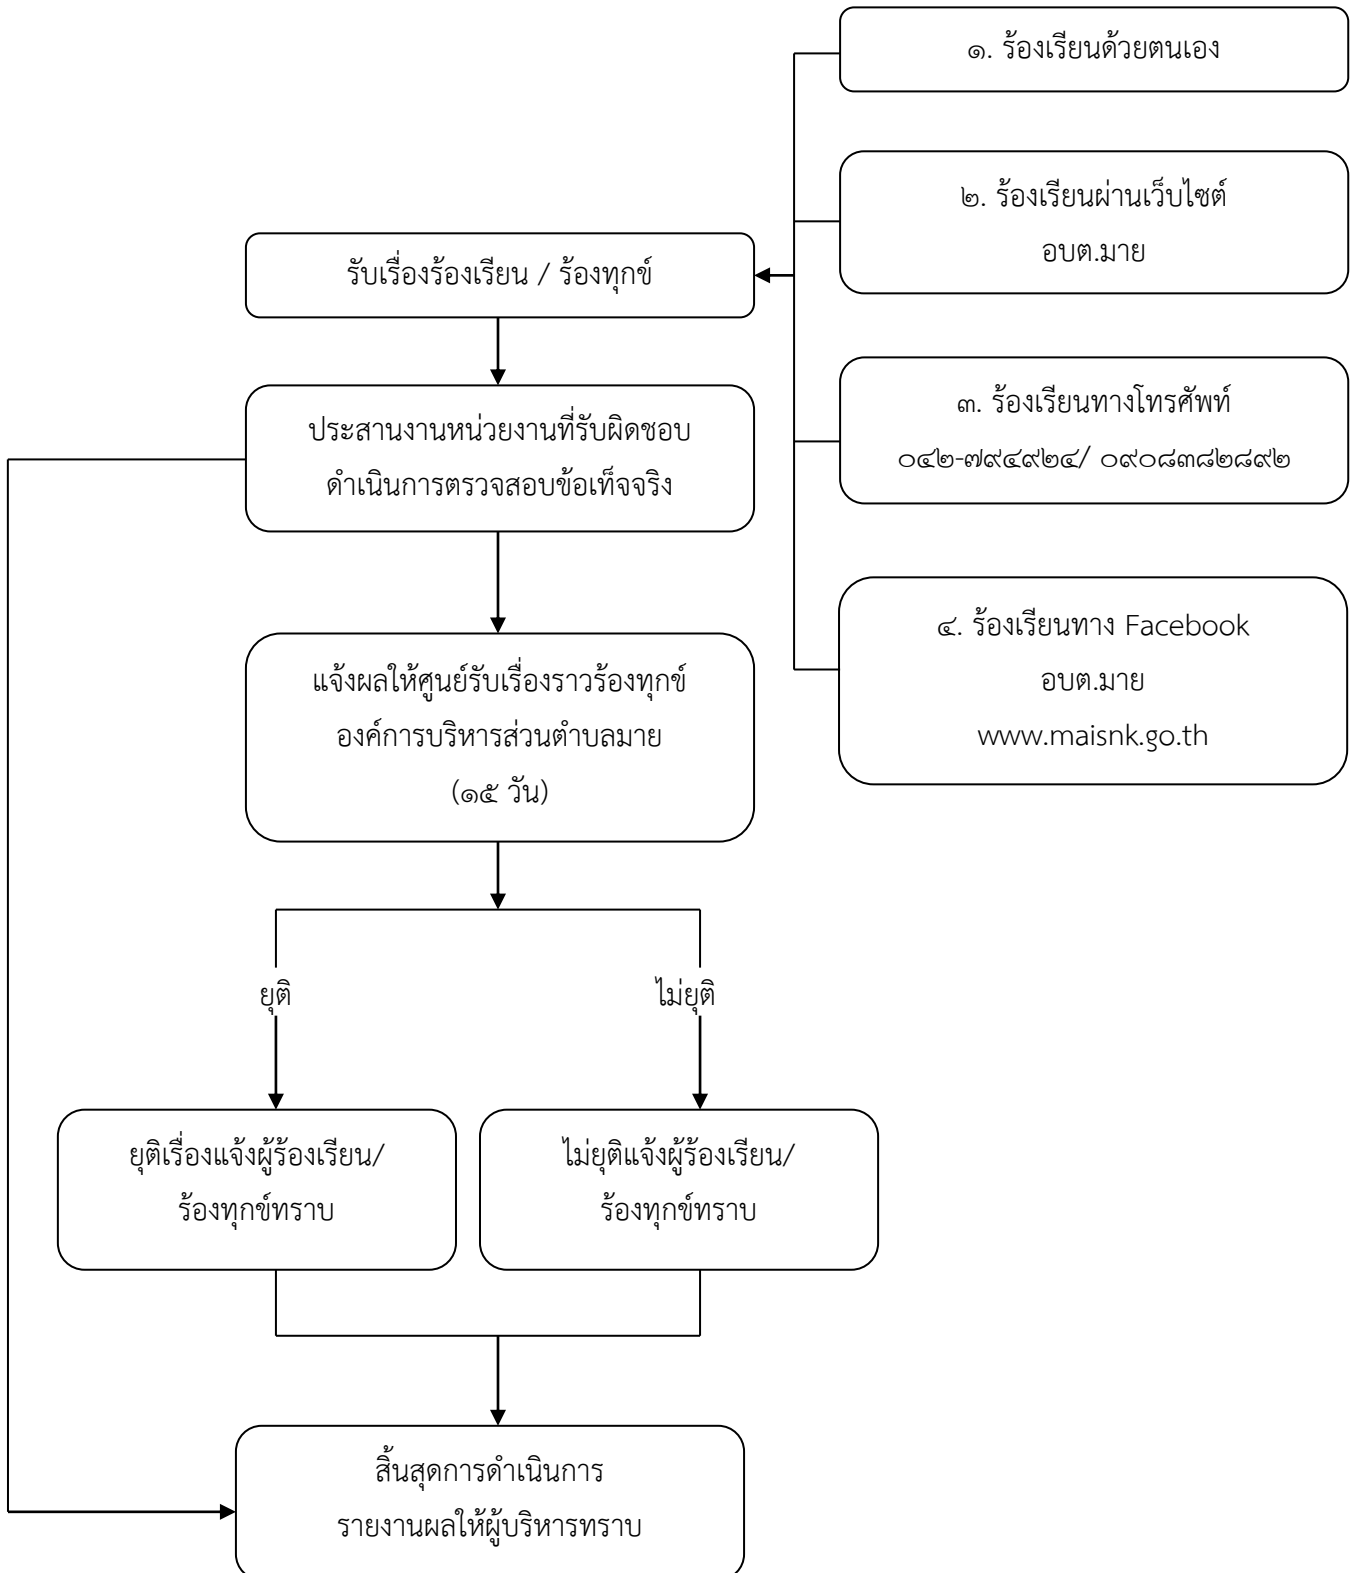 ๑. ร้องเรียนด้วยตนเอง
๒. ร้องเรียนผ่านเว็บไซต์
อบต.มาย
รับเรื่องร้องเรียน / ร้องทุกข์
๓. ร้องเรียนทางโทรศัพท์
๐๔๒-๗๙๔๙๒๔/ ๐๙๐๘๓๘๒๘๙๒
ประสานงานหน่วยงานที่รับผิดชอบ
ดำเนินการตรวจสอบข้อเท็จจริง
๔. ร้องเรียนทาง Facebook
อบต.มาย
www.maisnk.go.th
แจ้งผลให้ศูนย์รับเรื่องราวร้องทุกข์
องค์การบริหารส่วนตำบลมาย
(๑๕ วัน)
ยุติ
ไม่ยุติ
ยุติเรื่องแจ้งผู้ร้องเรียน/
ร้องทุกข์ทราบ
ไม่ยุติแจ้งผู้ร้องเรียน/
ร้องทุกข์ทราบ
สิ้นสุดการดำเนินการ
รายงานผลให้ผู้บริหารทราบ